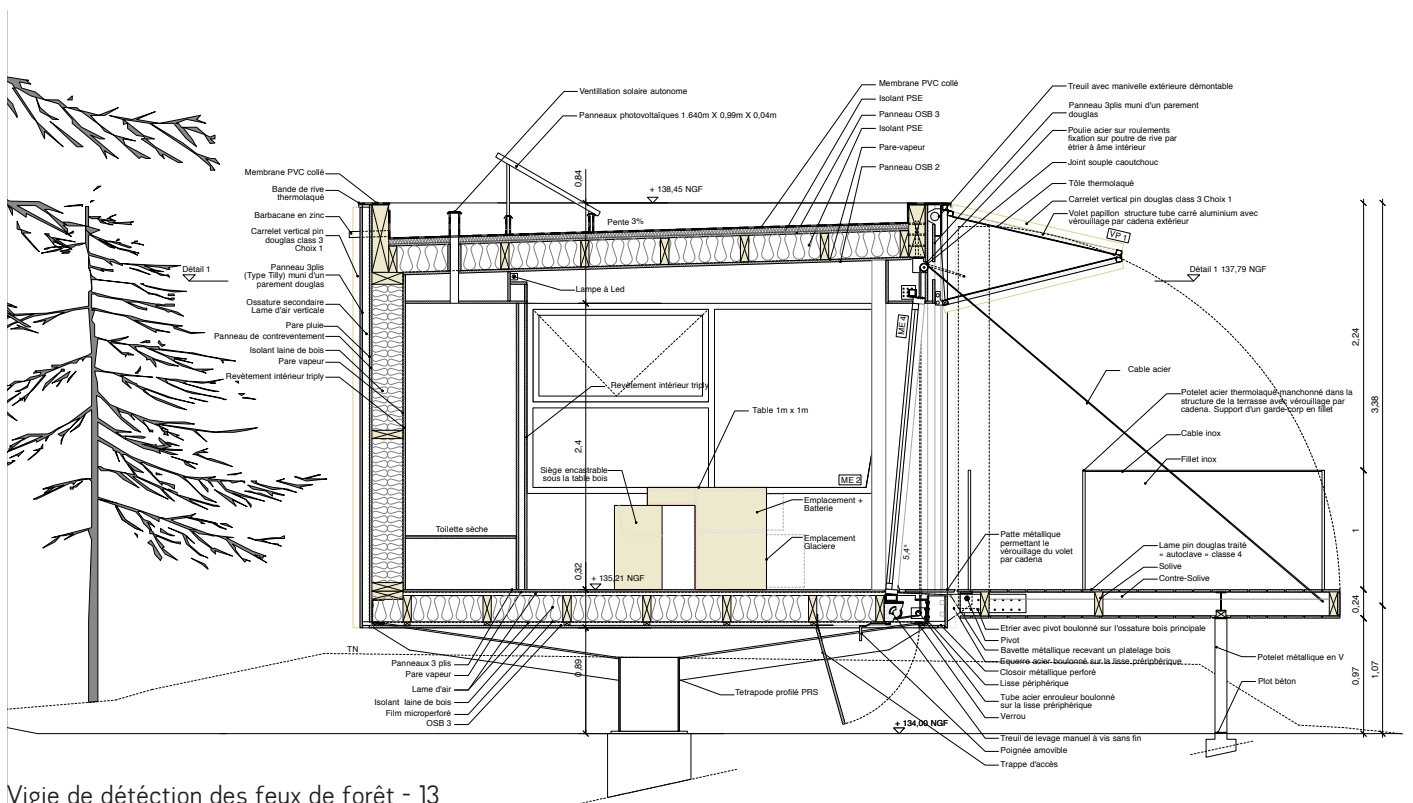 Ventillation solaire autonome
Panneaux photovoltaïques 1.640m X 0,99m X 0,04m
Membrane PVC collé
Bande de rive
thermolaqué
Barbacane en zinc
Carrelet vertical pin
douglas class 3
Choix 1
Détail 1
Panneau 3plis
(Type Tilly) muni d'un
parement douglas
Ossature secondaire
Lame d'air verticale
Pare pluie
Panneau de contreventement
Isolant laine de bois
Pare vapeur
Revêtement intérieur triply
0,84
+ 138,45 NGF
Pente 3%
Membrane PVC collé
Isolant PSE
Panneau OSB 3
Isolant PSE
Pare-vapeur
Panneau OSB 2
Treuil avec manivelle extérieure démontable
Panneau 3plis muni d'un parement
douglas
Poulie acier sur roulements
fixation sur poutre de rive par
étrier à âme intérieur
Joint souple caoutchouc
Tôle thermolaqué
Carrelet vertical pin douglas class 3 Choix 1
Volet papillon structure tube carré aluminium avec
vérouillage par cadena extérieur
VP 1
Détail 1 137,79 NGF
Lampe à Led
ME 4
Revêtement intérieur triply
Table 1m x 1m
2,4
Siège encastrable
sous la table bois
ME 2
Emplacement +
Batterie
Emplacement
Glaciere
Toilette sèche
0,32
+ 135,21 NGF
5,4°
Cable acier
Potelet acier thermolaqué manchonné dans la
structure de la terrasse avec vérouillage par
cadena. Support d'un garde-corp en fillet
Cable inox
Fillet inox
2,24
3,38
1
Patte métallique
permettant le
vérouillage du volet
par cadena
Lame pin douglas traité
« autoclave » classe 4
Solive
Contre-Solive
0,24
Etrier avec pivot boulonné sur l'ossature bois principale
Pivot
Bavette métallique recevant un platelage bois
Equerre acier boulonné sur la lisse prériphérique
Closoir métallique perforé
Lisse périphérique
Tube acier enrouleur boulonné
sur la lisse prériphérique
Verrou
Treuil de levage manuel à vis sans fin
Poignée amovible
Trappe d'accès
Potelet métallique en V
Plot béton
0,97
1,07
TN
0,89
Panneaux 3 plis
Pare vapeur
Lame d'air
Isolant laine de bois
Film microperforé
OSB 3
Tetrapode profilé PRS
+ 134,00 NGF
Vigie de détéction des feux de forêt - 13